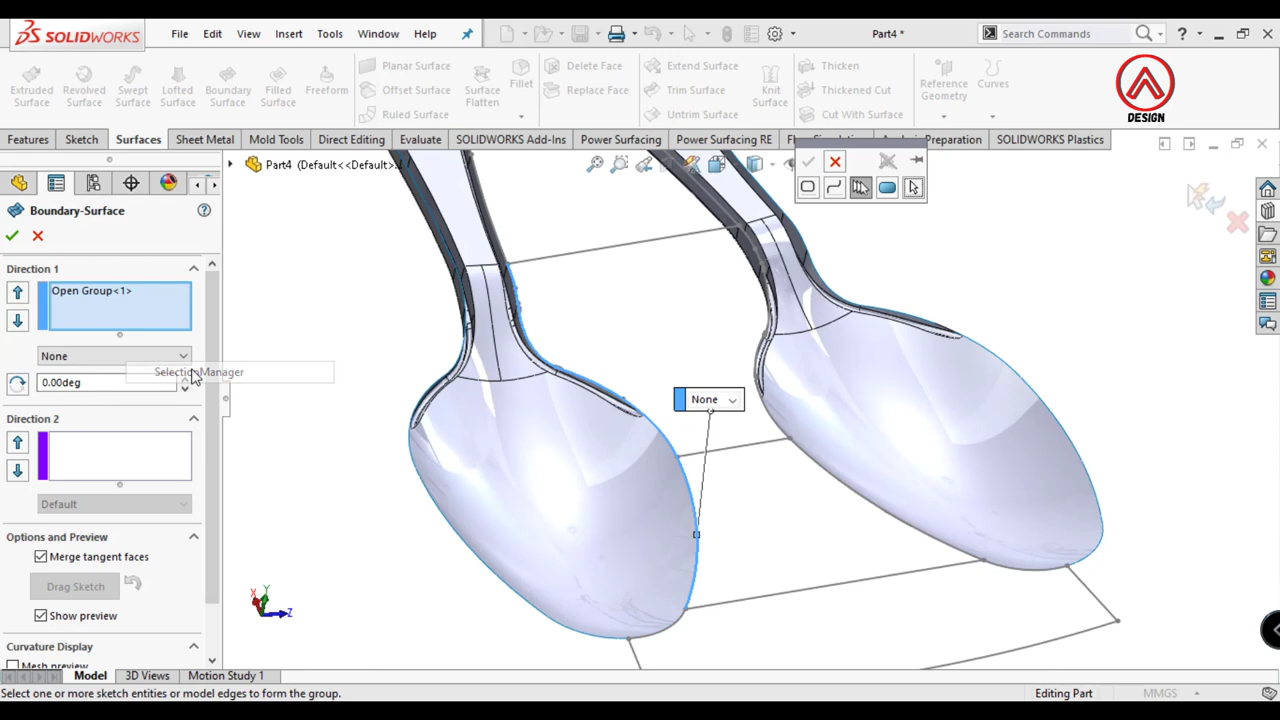 SOLIDWORKS File Edit View Insert Tools Window Help Part4 * Search Commands ?
Extruded Surface Revolved Surface Swept Surface Lofted Surface Boundary Surface Filled Surface Freeform
Planar Surface
Offset Surface
Ruled Surface
Surface Flatten
Fillet
Delete Face
Replace Face
Extend Surface
Trim Surface
Untrim Surface
Knit Surface
Thicken
Thickened Cut
Cut With Surface
Reference Geometry
Curves
DESIGN
Features Sketch Surfaces Sheet Metal Mold Tools Direct Editing Evaluate SOLIDWORKS Add-Ins Power Surfacing Power Surfacing RE Preparation SOLIDWORKS Plastics
Part4 (Default<<Default>...
Boundary-Surface
Direction 1
Open Group<1>
None
SelectionManager
0.00deg
None
Direction 2
Default
Options and Preview
Merge tangent faces
Drag Sketch
Show preview
Curvature Display
Mesh preview
X Y Z
Model 3D Views Motion Study 1
Select one or more sketch entities or model edges to form the group. Editing Part MMGS